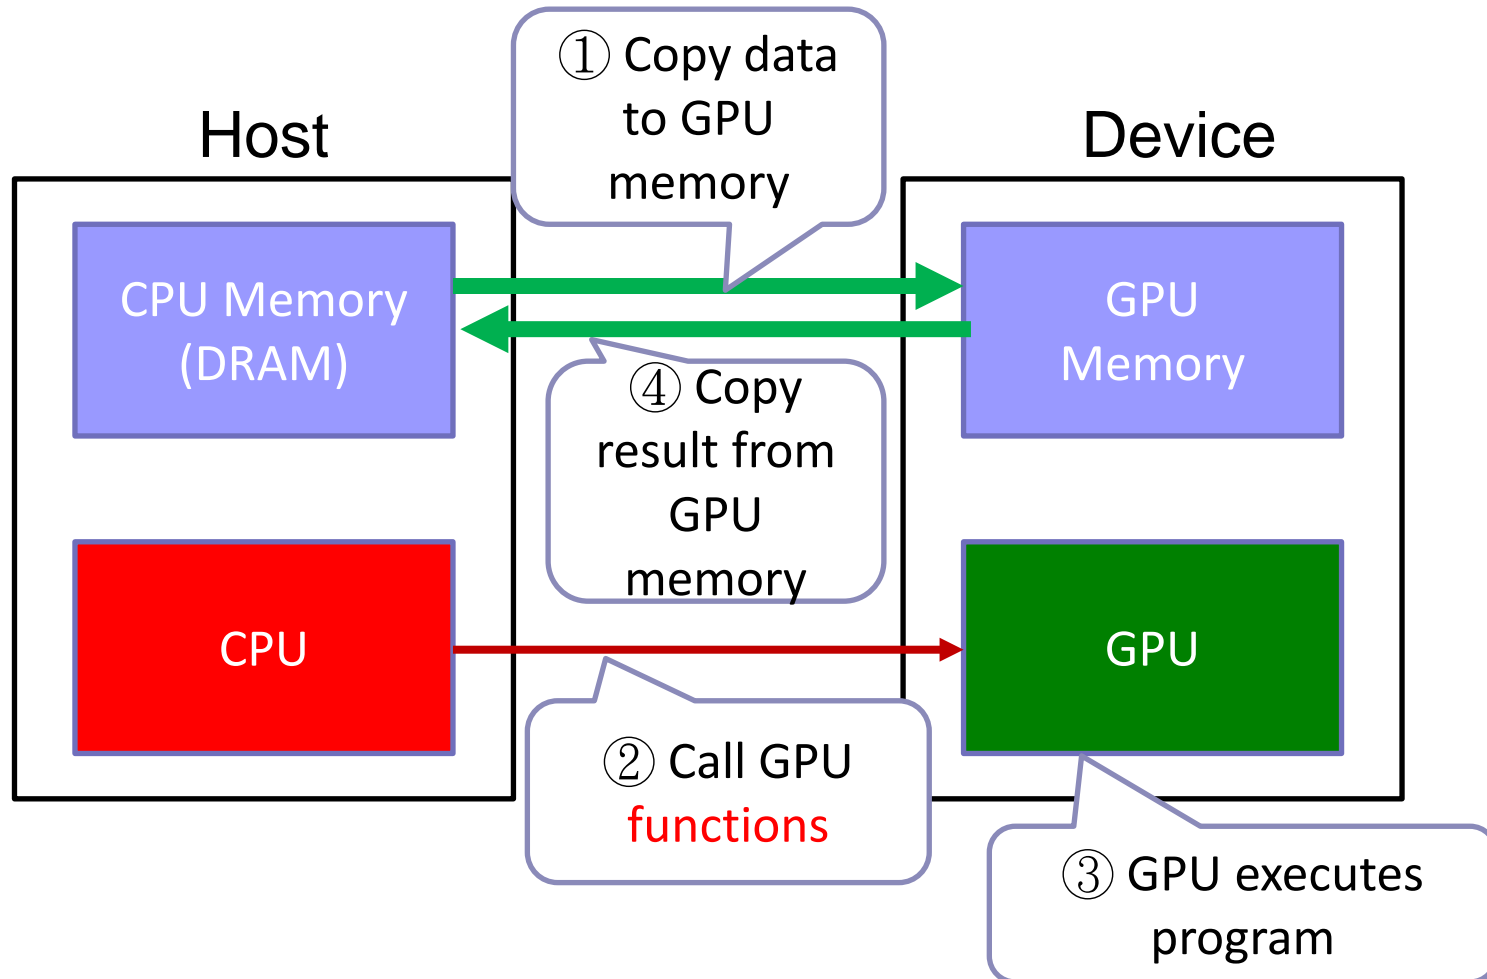 ① Copy data
to GPU
memory
Host
Device
CPU Memory
(DRAM)
GPU
Memory
④ Copy
result from
GPU
memory
CPU
GPU
② Call GPU
functions
③ GPU executes
program